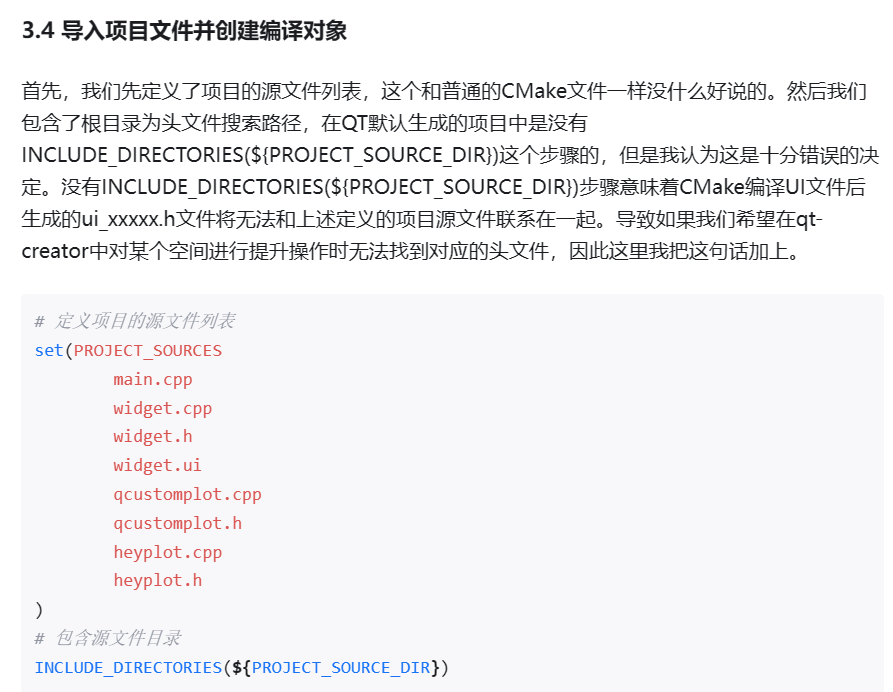 3.4 导入项目文件并创建编译对象
首先，我们先定义了项目的源文件列表，这个和普通的CMake文件一样没什么好说的。然后我们
包含了根目录为头文件搜索路径，在QT默认生成的项目中是没有
INCLUDE_DIRECTORIES(${PROJECT_SOURCE_DIR})这个步骤的，但是我认为这是十分错误的决
定。没有INCLUDE_DIRECTORIES(${PROJECT_SOURCE_DIR})步骤意味着CMake编译UI文件后
生成的ui_xxxxx.h文件将无法和上述定义的项目源文件联系在一起。导致如果我们希望在qt-
creator中对某个空间进行提升操作时无法找到对应的头文件，因此这里我把这句话加上。
# 定义项目的源文件列表
set(PROJECT_SOURCES
main.cpp
widget.cpp
widget.h
widget.ui
qcustomplot.cpp
qcustomplot.h
heyplot.cpp
heyplot.h
)
# 包含源文件目录
INCLUDE_DIRECTORIES(${PROJECT_SOURCE_DIR})